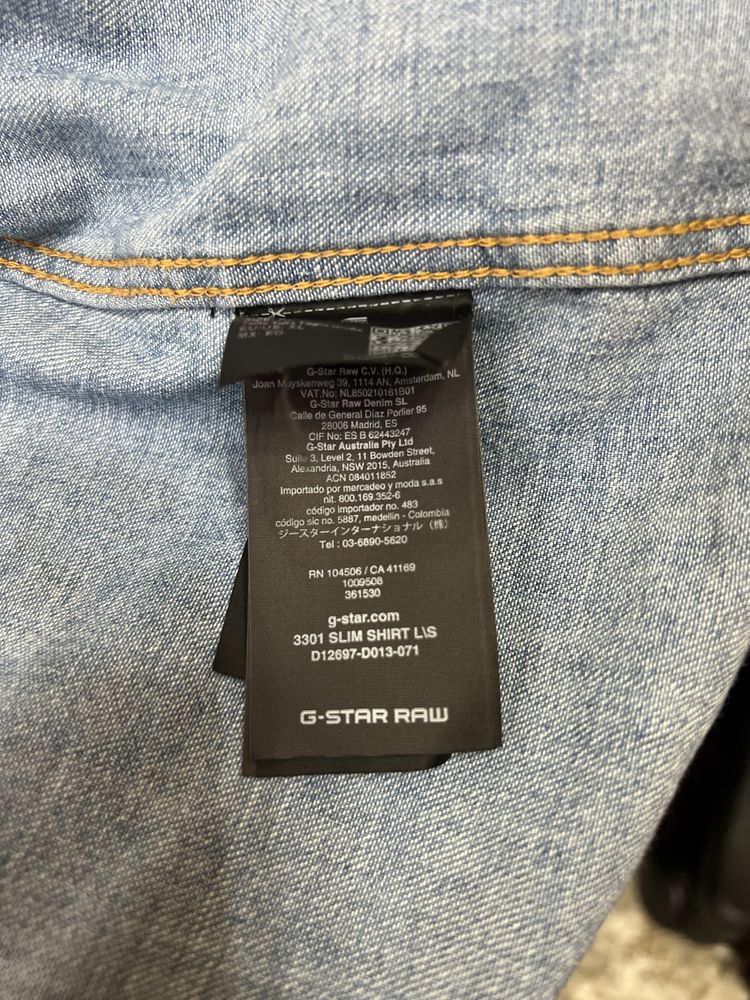 EU/US: XL
MX: EG
G-Star Raw C.V. (H.Q.)
Joan Muyskenweg 39, 1114 AN, Amsterdam, NL
VAT.No: NL850210161B01
G-Star Raw Denim SL
Calle de General Díaz Porlier 95
28006 Madrid, ES
CIF No: ES B 62443247
G-Star Australia Pty Ltd
Suite 3, Level 2, 11 Bowden Street,
Alexandria, NSW 2015, Australia
ACN 084011852
Importado por mercadeo y moda s.a.s
nit. 800.169.352-6
código importador no. 483
código sic no. 5887, medellin - Colombia
ジースターインターナショナル（株）
Tel : 03-6890-5620
RN 104506 / CA 41169
1009508
361530
g-star.com
3301 SLIM SHIRT L\S
D12697-D013-071
G-STAR RAW